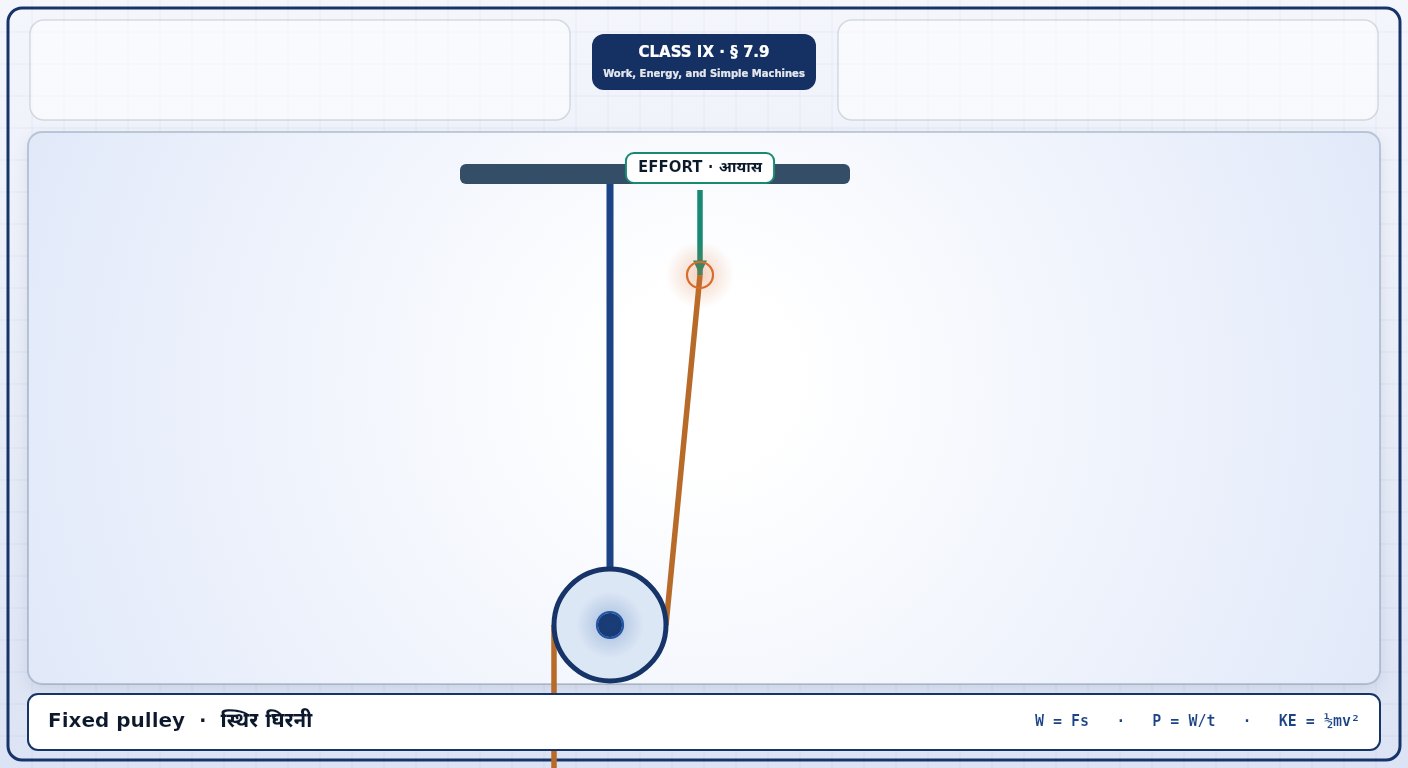 CLASS IX · § 7.9
Work, Energy, and Simple Machines
EFFORT · आयास
Fixed pulley · स्थिर घिरनी
W = Fs · P = W/t · KE = ½mv²